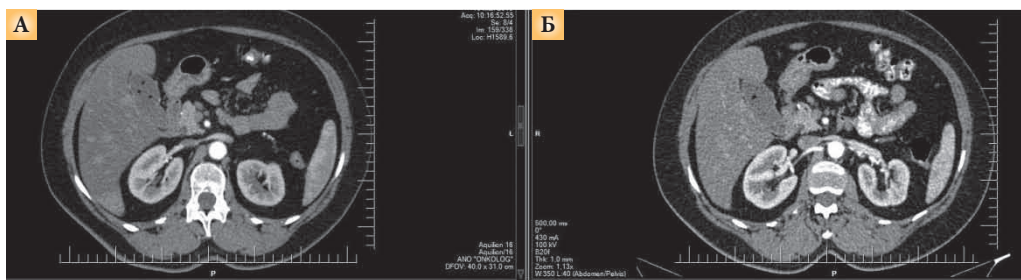 А
Acq: 10:16:52.55
Se: 8/4
Im: 159/338
Loc: H1589.6
L
P
Aquilion 16
Aquilion/16
ANO "ONKOLOG"
DFOV: 40.0 x 31.0 cm
Б
R
500.00 ms
0°
430 mA
100 kV
B20f
Thk: 1.0 mm
Zoom: 1.13x
W:350 L:40 (Abdomen/Pelvis)
P